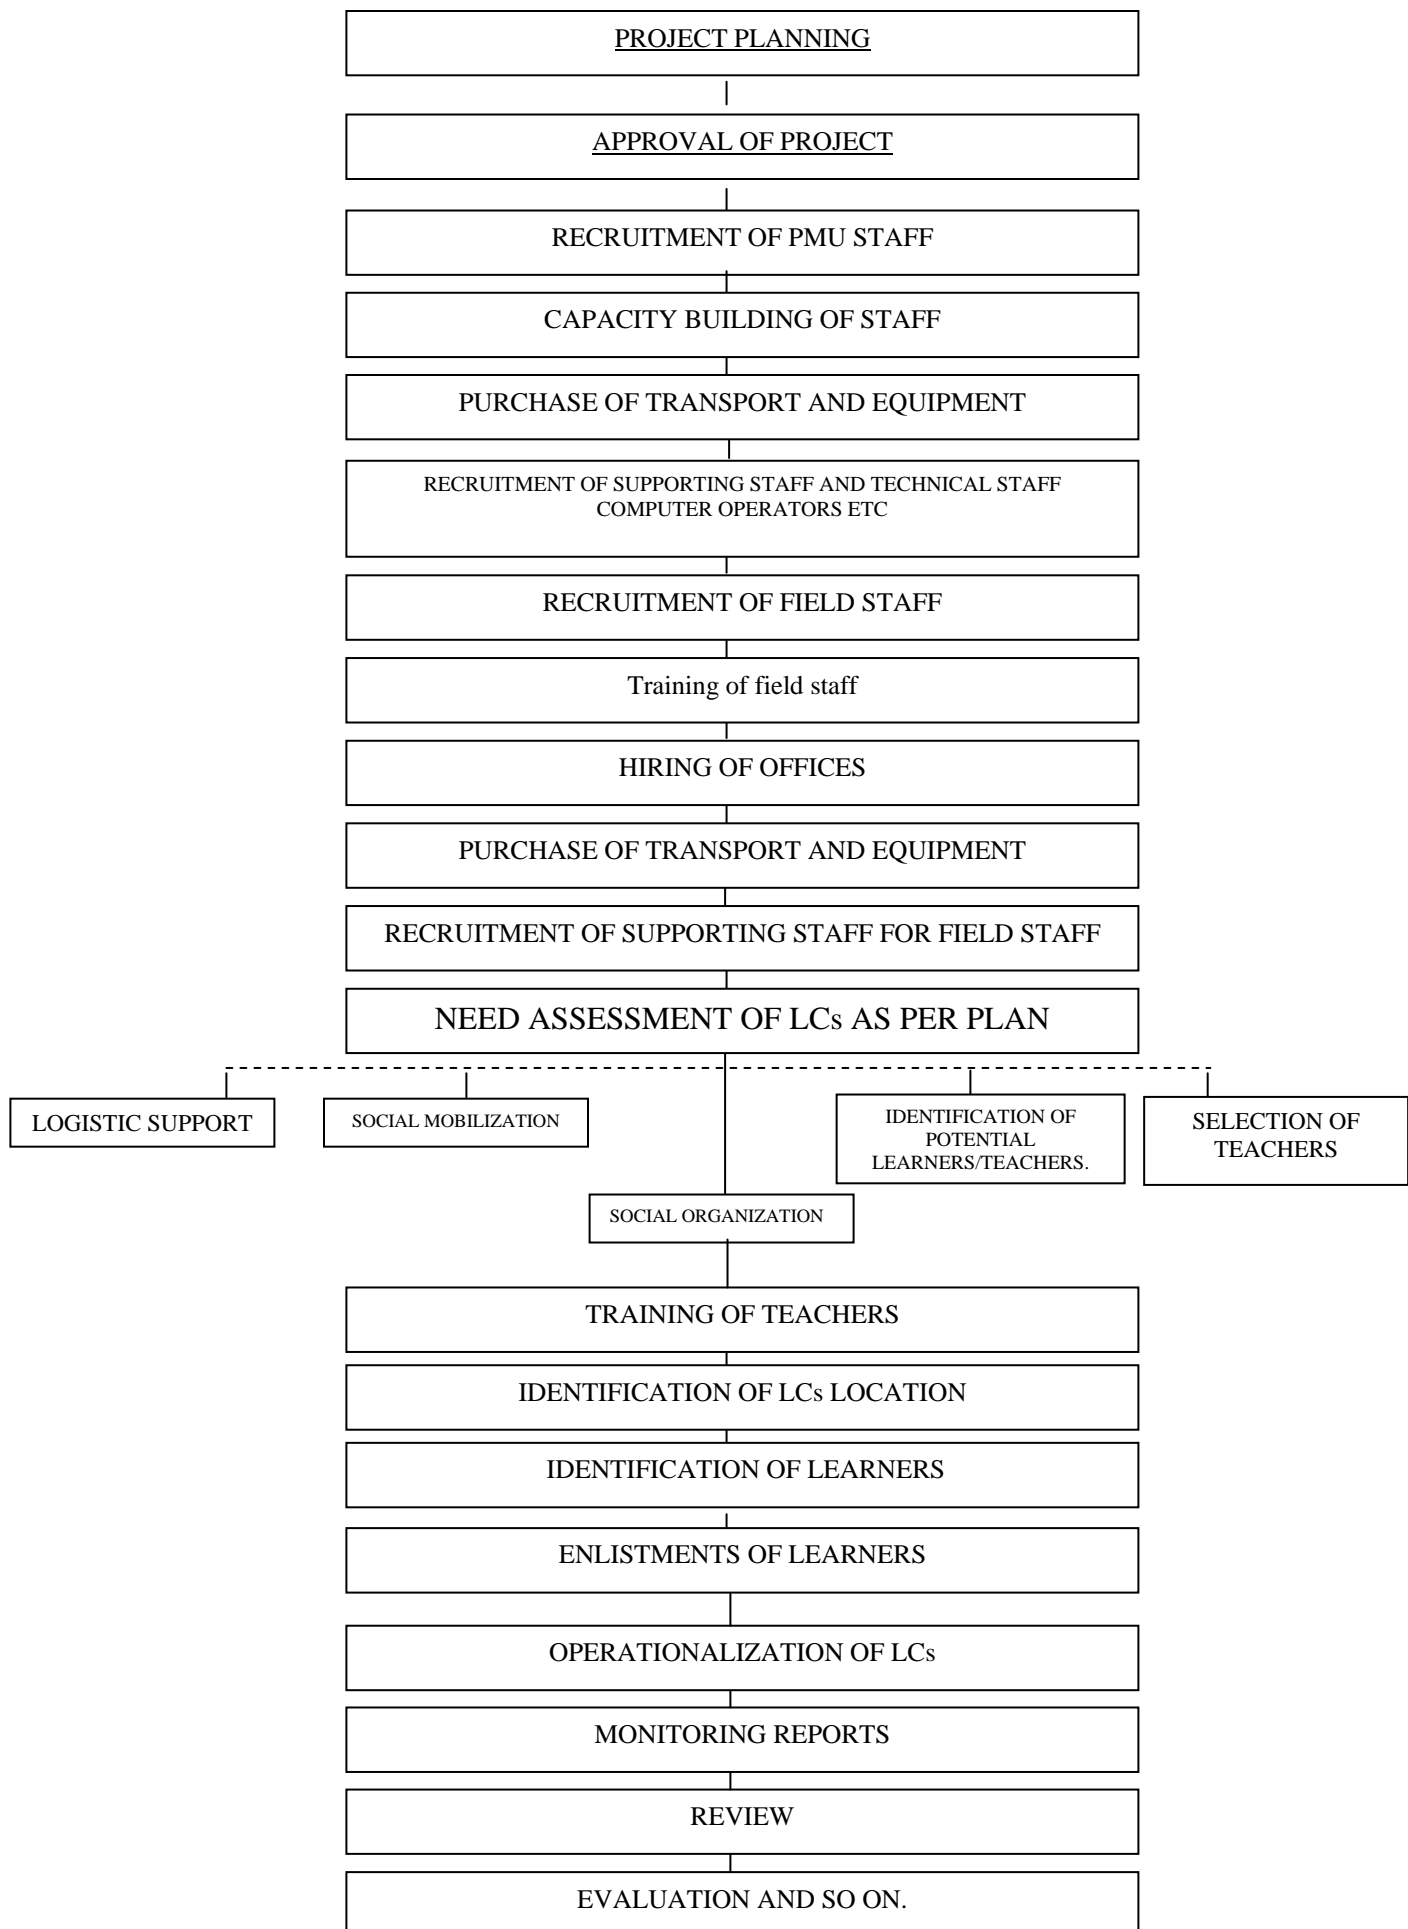 PROJECT PLANNING
APPROVAL OF PROJECT
RECRUITMENT OF PMU STAFF
CAPACITY BUILDING OF STAFF
PURCHASE OF TRANSPORT AND EQUIPMENT
RECRUITMENT OF SUPPORTING STAFF AND TECHNICAL STAFF
COMPUTER OPERATORS ETC
RECRUITMENT OF FIELD STAFF
Training of field staff
HIRING OF OFFICES
PURCHASE OF TRANSPORT AND EQUIPMENT
RECRUITMENT OF SUPPORTING STAFF FOR FIELD STAFF
NEED ASSESSMENT OF LCs AS PER PLAN
LOGISTIC SUPPORT
SOCIAL MOBILIZATION
IDENTIFICATION OF
POTENTIAL
LEARNERS/TEACHERS.
SELECTION OF
TEACHERS
SOCIAL ORGANIZATION
TRAINING OF TEACHERS
IDENTIFICATION OF LCs LOCATION
IDENTIFICATION OF LEARNERS
ENLISTMENTS OF LEARNERS
OPERATIONALIZATION OF LCs
MONITORING REPORTS
REVIEW
EVALUATION AND SO ON.